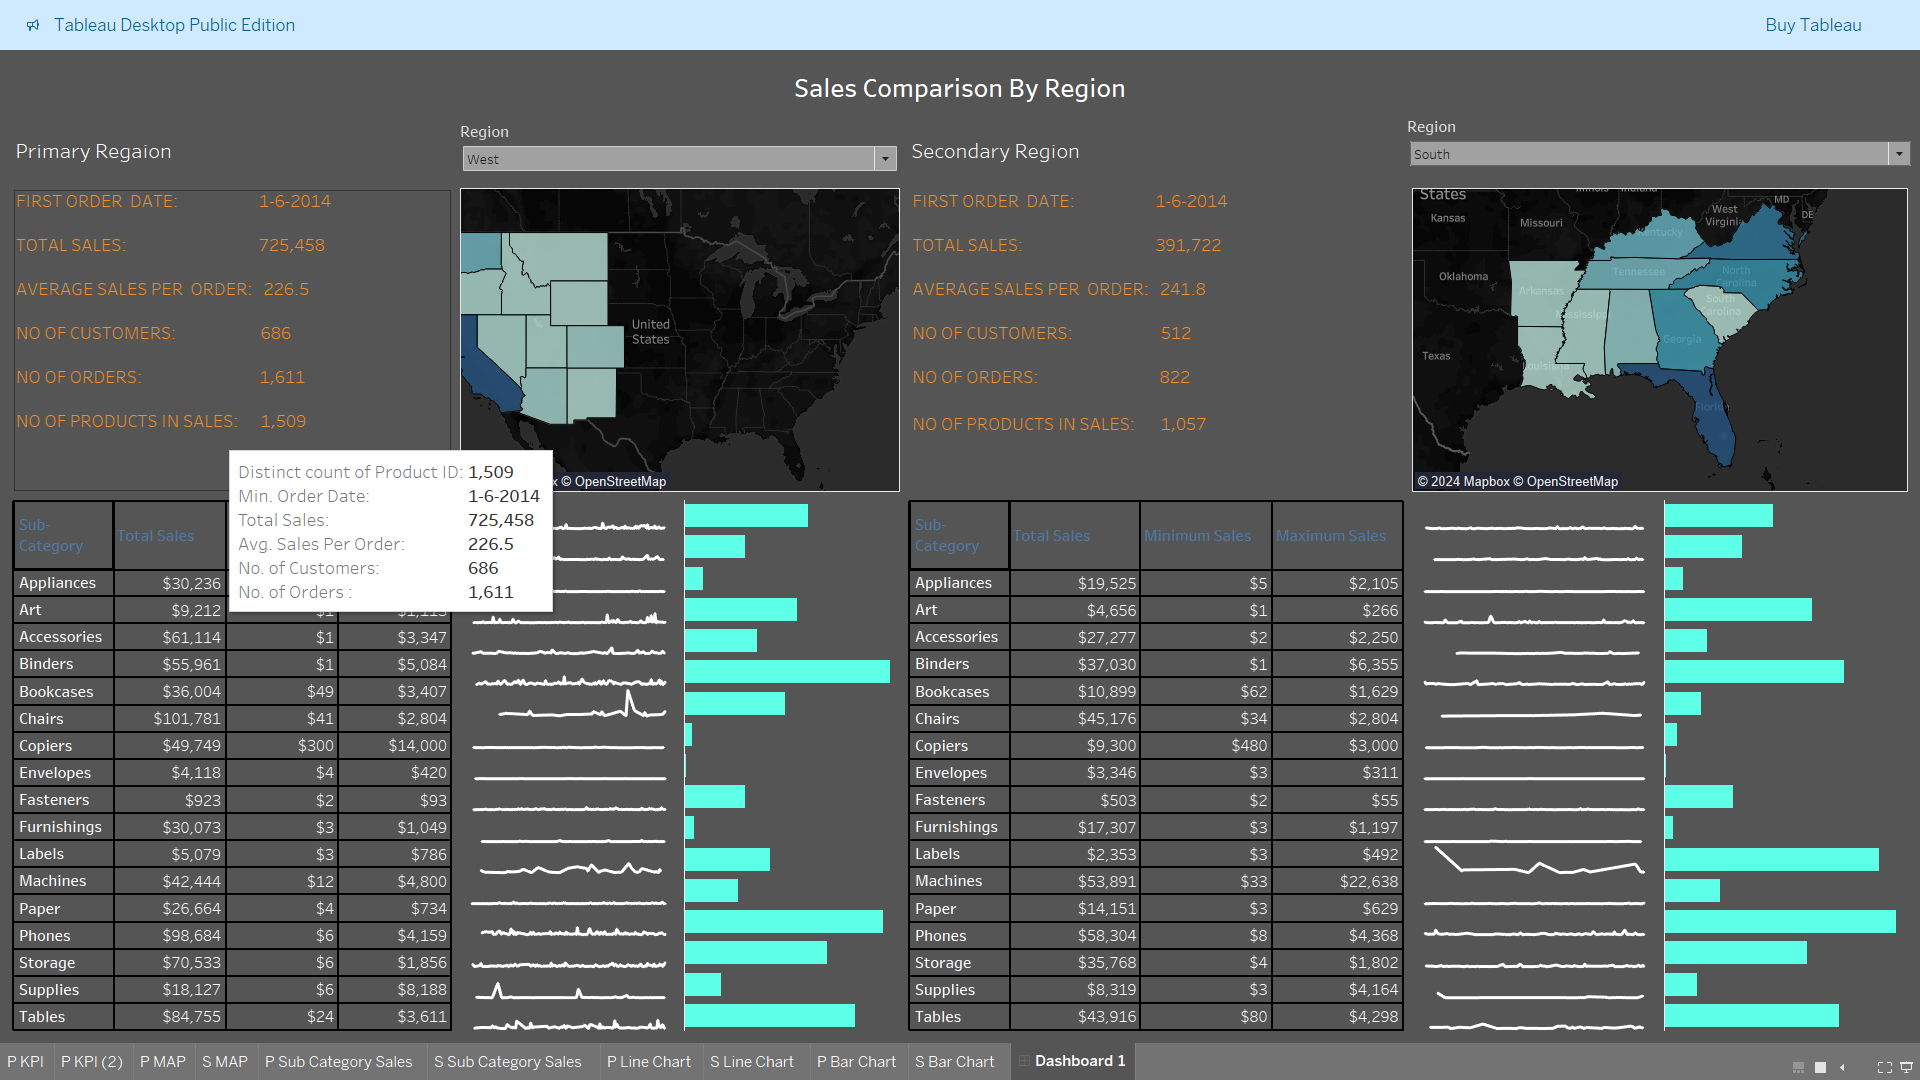 Tableau Desktop Public Edition
Buy Tableau
Sales Comparison By Region
Primary Regaion
Region
West
Secondary Region
Region
South
FIRST ORDER DATE: 1-6-2014
TOTAL SALES: 725,458
AVERAGE SALES PER ORDER: 226.5
NO OF CUSTOMERS: 686
NO OF ORDERS: 1,611
NO OF PRODUCTS IN SALES: 1,509
United
States
© OpenStreetMap
FIRST ORDER DATE: 1-6-2014
TOTAL SALES: 391,722
AVERAGE SALES PER ORDER: 241.8
NO OF CUSTOMERS: 512
NO OF ORDERS: 822
NO OF PRODUCTS IN SALES: 1,057
States
Illinois Indiana
Kansas
Missouri
West
Virginia
MD
DE
Kentucky
Oklahoma
Tennessee
North
Carolina
Arkansas
South
Carolina
Mississippi
Georgia
Texas
Louisiana
Florida
© 2024 Mapbox © OpenStreetMap
Distinct count of Product ID: 1,509
Min. Order Date: 1-6-2014
Total Sales: 725,458
Avg. Sales Per Order: 226.5
No. of Customers: 686
No. of Orders : 1,611
Sub-
Category
Total Sales
Appliances $30,236
Art $9,212 $1 $1,113
Accessories $61,114 $1 $3,347
Binders $55,961 $1 $5,084
Bookcases $36,004 $49 $3,407
Chairs $101,781 $41 $2,804
Copiers $49,749 $300 $14,000
Envelopes $4,118 $4 $420
Fasteners $923 $2 $93
Furnishings $30,073 $3 $1,049
Labels $5,079 $3 $786
Machines $42,444 $12 $4,800
Paper $26,664 $4 $734
Phones $98,684 $6 $4,159
Storage $70,533 $6 $1,856
Supplies $18,127 $6 $8,188
Tables $84,755 $24 $3,611
Sub-
Category
Total Sales Minimum Sales Maximum Sales
Appliances $19,525 $5 $2,105
Art $4,656 $1 $266
Accessories $27,277 $2 $2,250
Binders $37,030 $1 $6,355
Bookcases $10,899 $62 $1,629
Chairs $45,176 $34 $2,804
Copiers $9,300 $480 $3,000
Envelopes $3,346 $3 $311
Fasteners $503 $2 $55
Furnishings $17,307 $3 $1,197
Labels $2,353 $3 $492
Machines $53,891 $33 $22,638
Paper $14,151 $3 $629
Phones $58,304 $8 $4,368
Storage $35,768 $4 $1,802
Supplies $8,319 $3 $4,164
Tables $43,916 $80 $4,298
P KPI P KPI (2) P MAP S MAP P Sub Category Sales S Sub Category Sales P Line Chart S Line Chart P Bar Chart S Bar Chart Dashboard 1